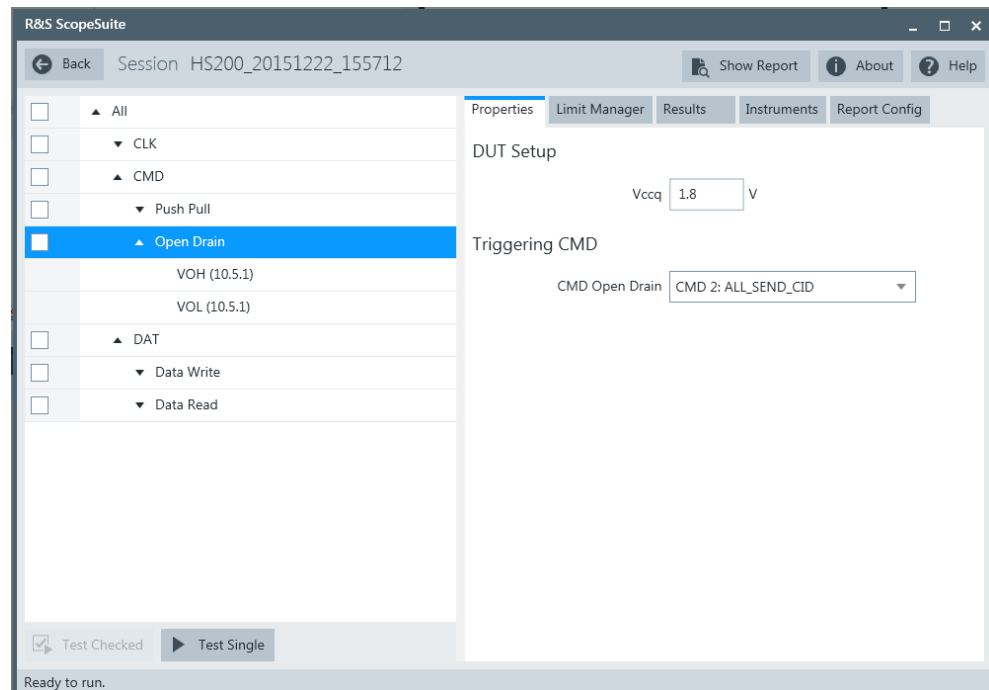 R&S ScopeSuite
Back Session HS200_20151222_155712 Show Report About Help
All
CLK
CMD
Push Pull
Open Drain
VOH (10.5.1)
VOL (10.5.1)
DAT
Data Write
Data Read
Properties Limit Manager Results Instruments Report Config
DUT Setup
Vccq 1.8 V
Triggering CMD
CMD Open Drain CMD 2: ALL_SEND_CID
Test Checked Test Single
Ready to run.